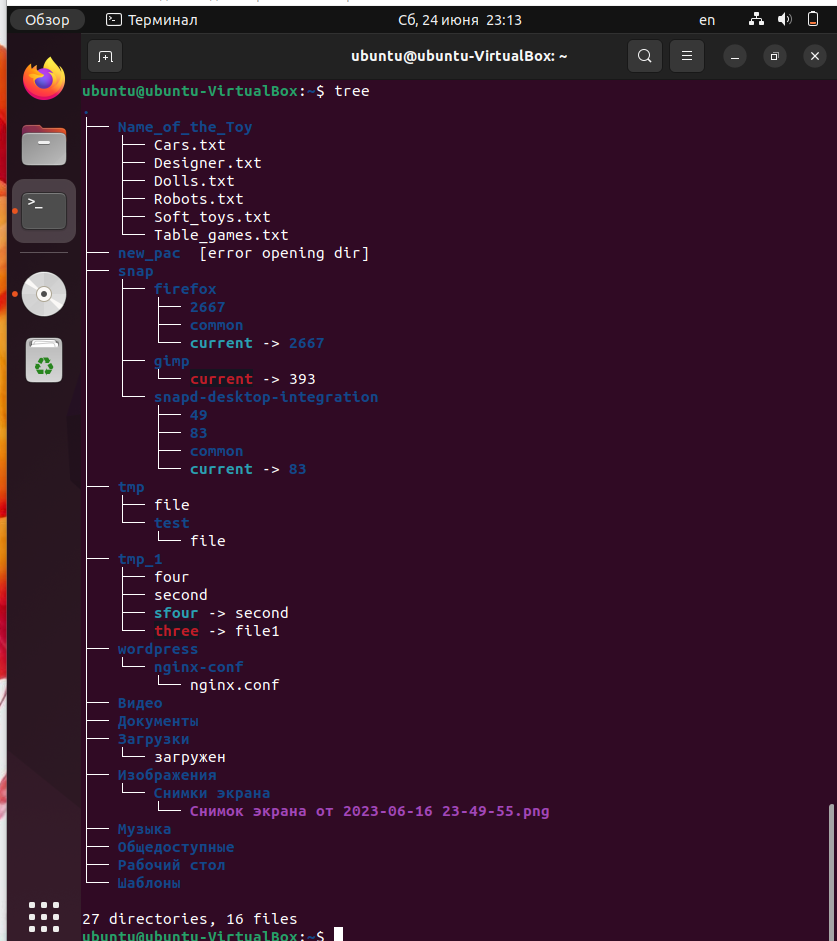 Обзор Терминал Сб, 24 июня 23:13 en
ubuntu@ubuntu-VirtualBox: ~
ubuntu@ubuntu-VirtualBox:~$ tree
.
├── Name_of_the_Toy
│   ├── Cars.txt
│   ├── Designer.txt
│   ├── Dolls.txt
│   ├── Robots.txt
│   ├── Soft_toys.txt
│   └── Table_games.txt
├── new_pac  [error opening dir]
├── snap
│   ├── firefox
│   │   ├── 2667
│   │   ├── common
│   │   └── current -> 2667
│   ├── gimp
│   │   └── current -> 393
│   └── snapd-desktop-integration
│       ├── 49
│       ├── 83
│       ├── common
│       └── current -> 83
├── tmp
│   ├── file
│   └── test
│       └── file
├── tmp_1
│   ├── four
│   ├── second
│   ├── sfour -> second
│   └── three -> file1
├── wordpress
│   └── nginx-conf
│       └── nginx.conf
├── Видео
├── Документы
├── Загрузки
│   └── загружен
├── Изображения
│   └── Снимки экрана
│       └── Снимок экрана от 2023-06-16 23-49-55.png
├── Музыка
├── Общедоступные
├── Рабочий стол
└── Шаблоны

27 directories, 16 files
ubuntu@ubuntu-VirtualBox:~$